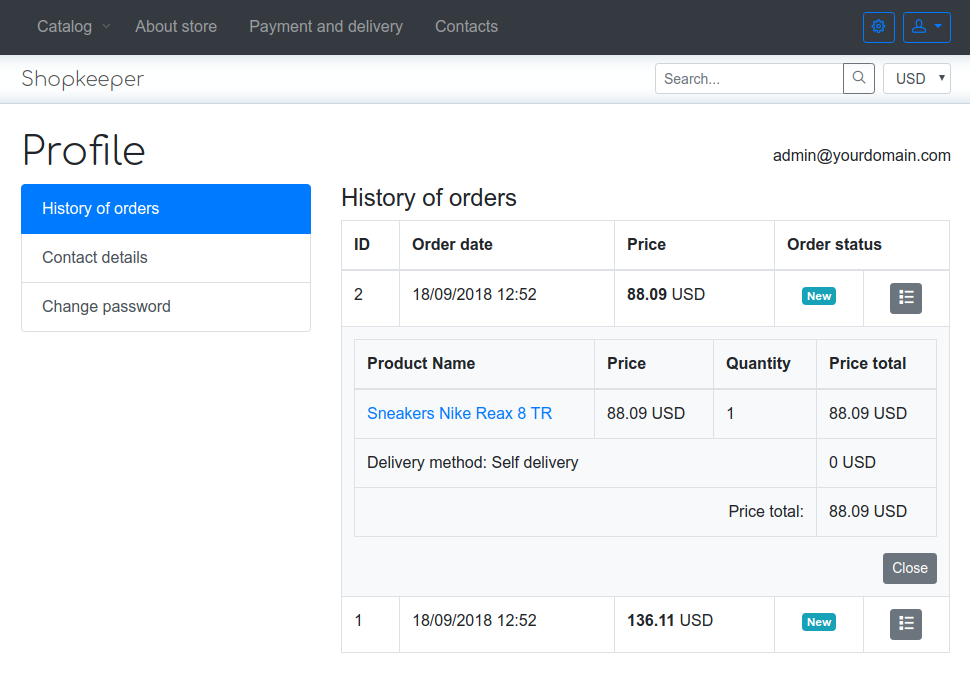 Catalog About store Payment and delivery Contacts
Shopkeeper Search... USD
Profile
admin@yourdomain.com
History of orders
Contact details
Change password
History of orders
ID Order date Price Order status
2 18/09/2018 12:52 88.09 USD New
Product Name Price Quantity Price total
Sneakers Nike Reax 8 TR 88.09 USD 1 88.09 USD
Delivery method: Self delivery 0 USD
Price total: 88.09 USD
Close
1 18/09/2018 12:52 136.11 USD New